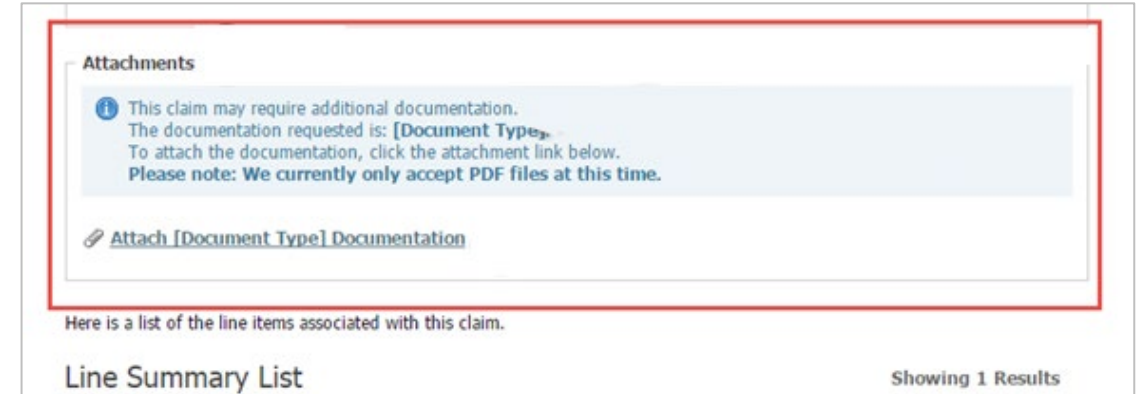 Attachments
This claim may require additional documentation.
The documentation requested is: [Document Type]
To attach the documentation, click the attachment link below.
Please note: We currently only accept PDF files at this time.
Attach [Document Type] Documentation
Here is a list of the line items associated with this claim.
Line Summary List
Showing 1 Results